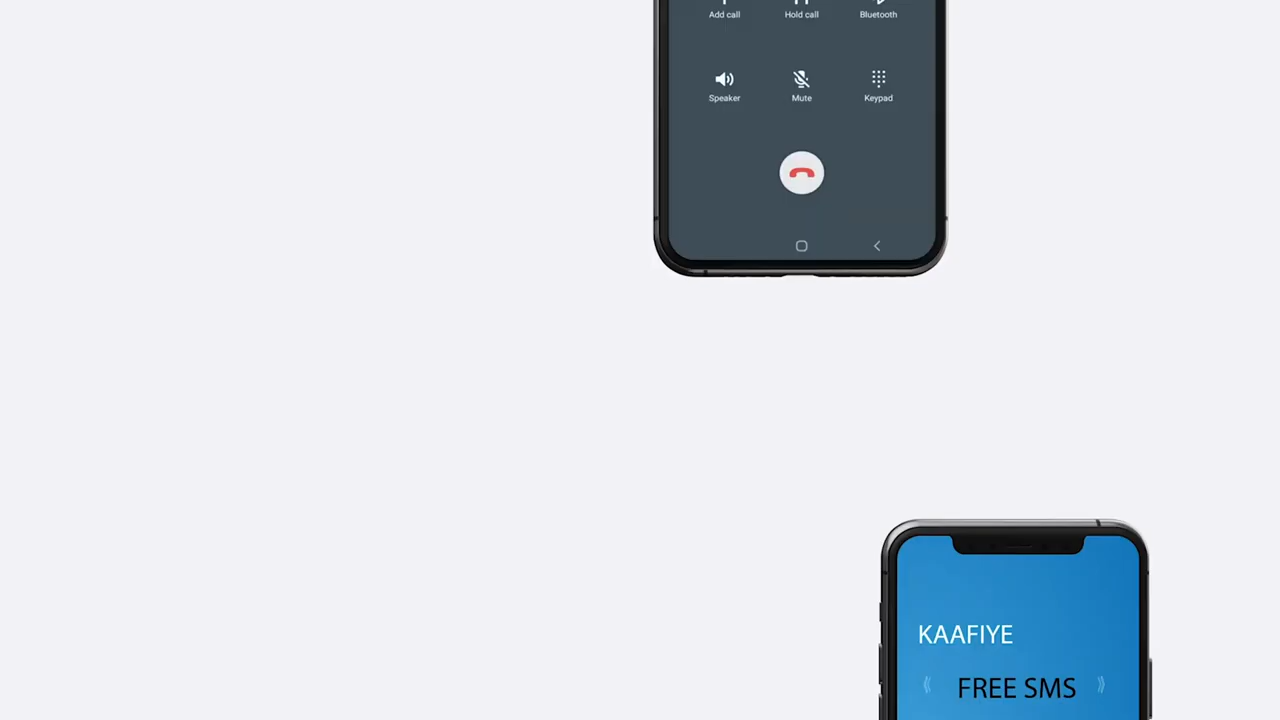 Add call Hold call Bluetooth
Speaker Mute Keypad
KAAFIYE
FREE SMS